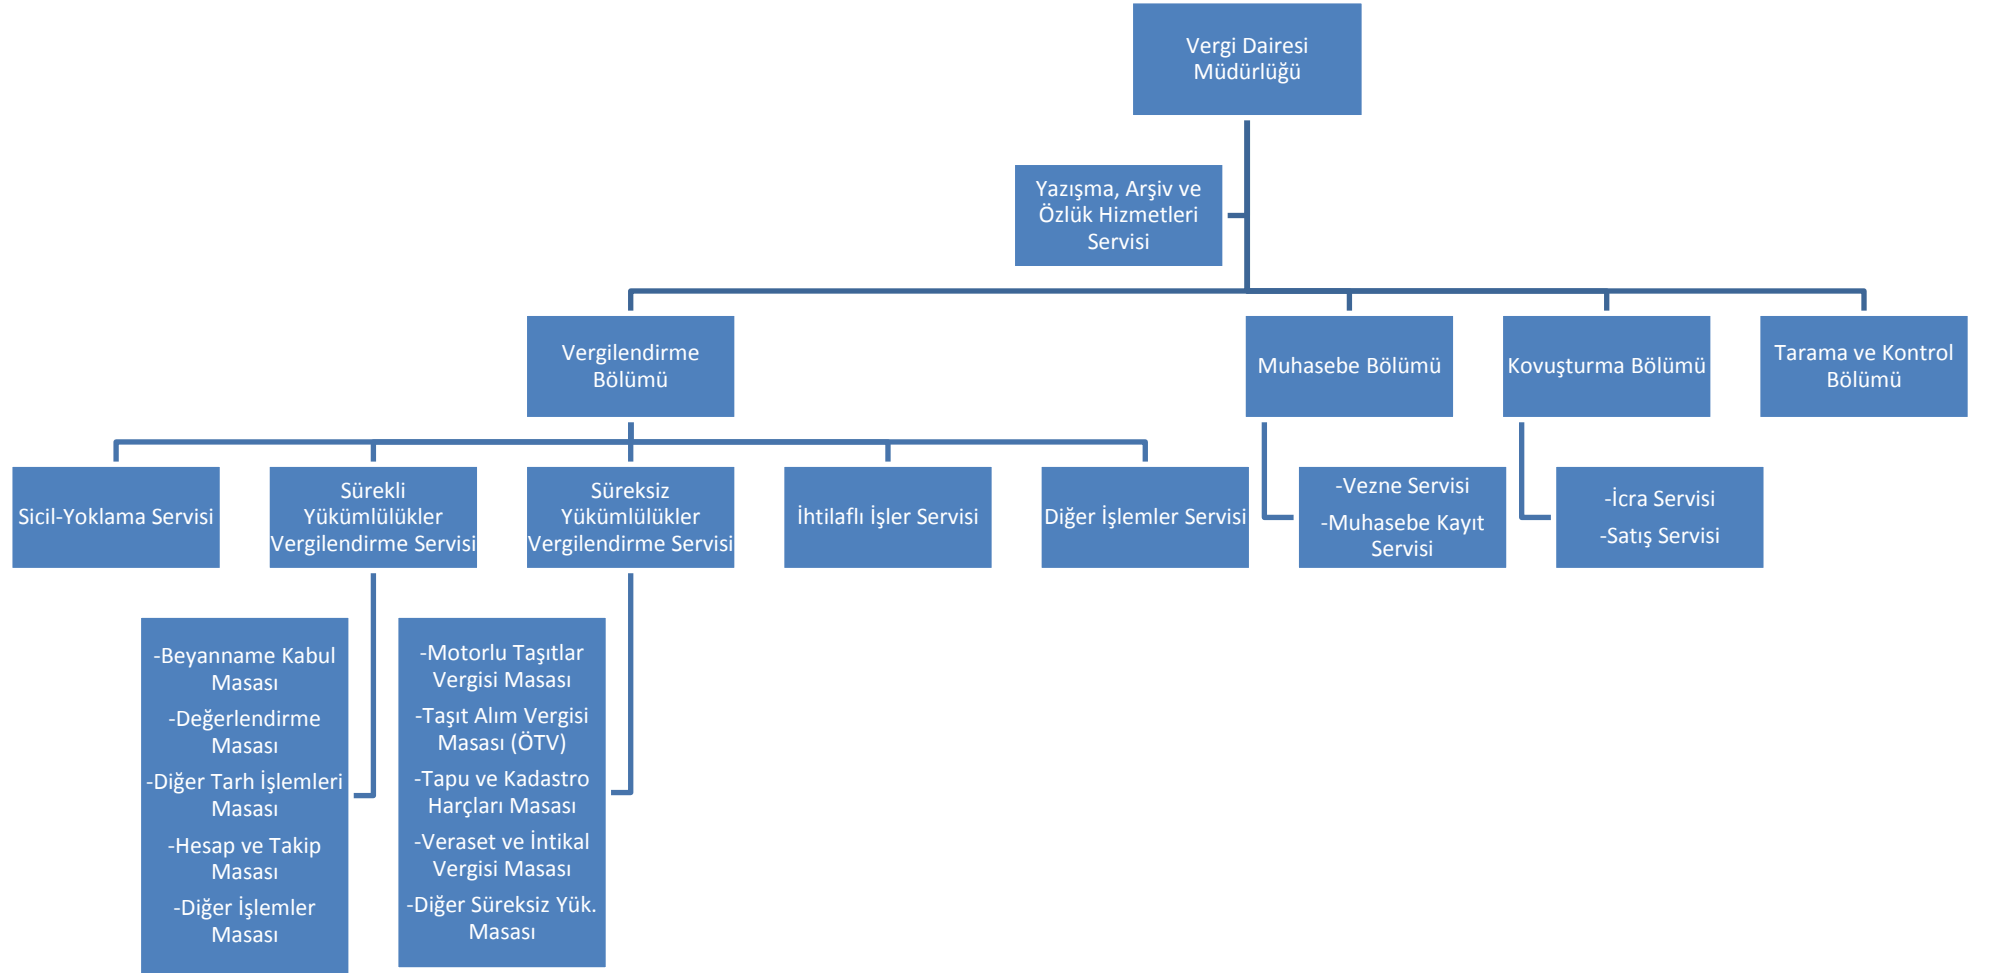 Vergi Dairesi
Müdürlüğü
Yazışma, Arşiv ve
Özlük Hizmetleri
Servisi
Vergilendirme
Bölümü
Muhasebe Bölümü
Kovuşturma Bölümü
Tarama ve Kontrol
Bölümü
Sicil-Yoklama Servisi
Sürekli
Yükümlülükler
Vergilendirme Servisi
Süreksiz
Yükümlülükler
Vergilendirme Servisi
İhtilaflı İşler Servisi
Diğer İşlemler Servisi
-Vezne Servisi
-Muhasebe Kayıt
Servisi
-İcra Servisi
-Satış Servisi
-Beyanname Kabul
Masası
-Değerlendirme
Masası
-Diğer Tarh İşlemleri
Masası
-Hesap ve Takip
Masası
-Diğer İşlemler
Masası
-Motorlu Taşıtlar
Vergisi Masası
-Taşıt Alım Vergisi
Masası (ÖTV)
-Tapu ve Kadastro
Harçları Masası
-Veraset ve İntikal
Vergisi Masası
-Diğer Süreksiz Yük.
Masası